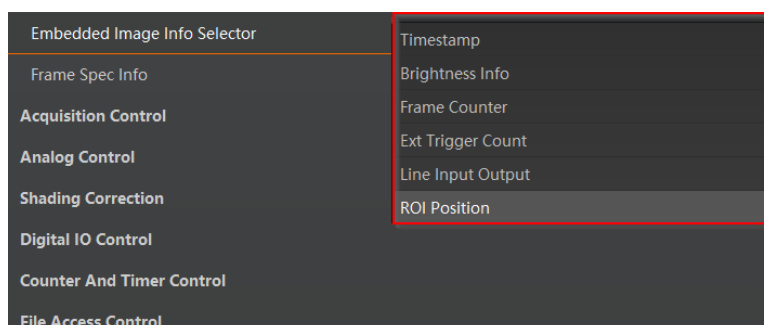 Embedded Image Info Selector
Timestamp
Frame Spec Info
Brightness Info
Acquisition Control
Frame Counter
Analog Control
Ext Trigger Count
Line Input Output
Shading Correction
ROI Position
Digital IO Control
Counter And Timer Control
File Access Control